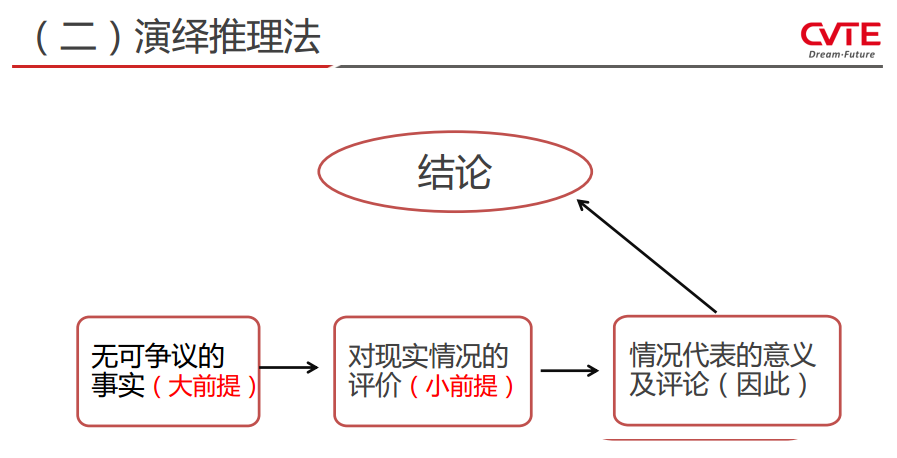 （二）演绎推理法
CVTE
Dream·Future
结论
无可争议的
事实（大前提）
对现实情况的
评价（小前提）
情况代表的意义
及评论（因此）